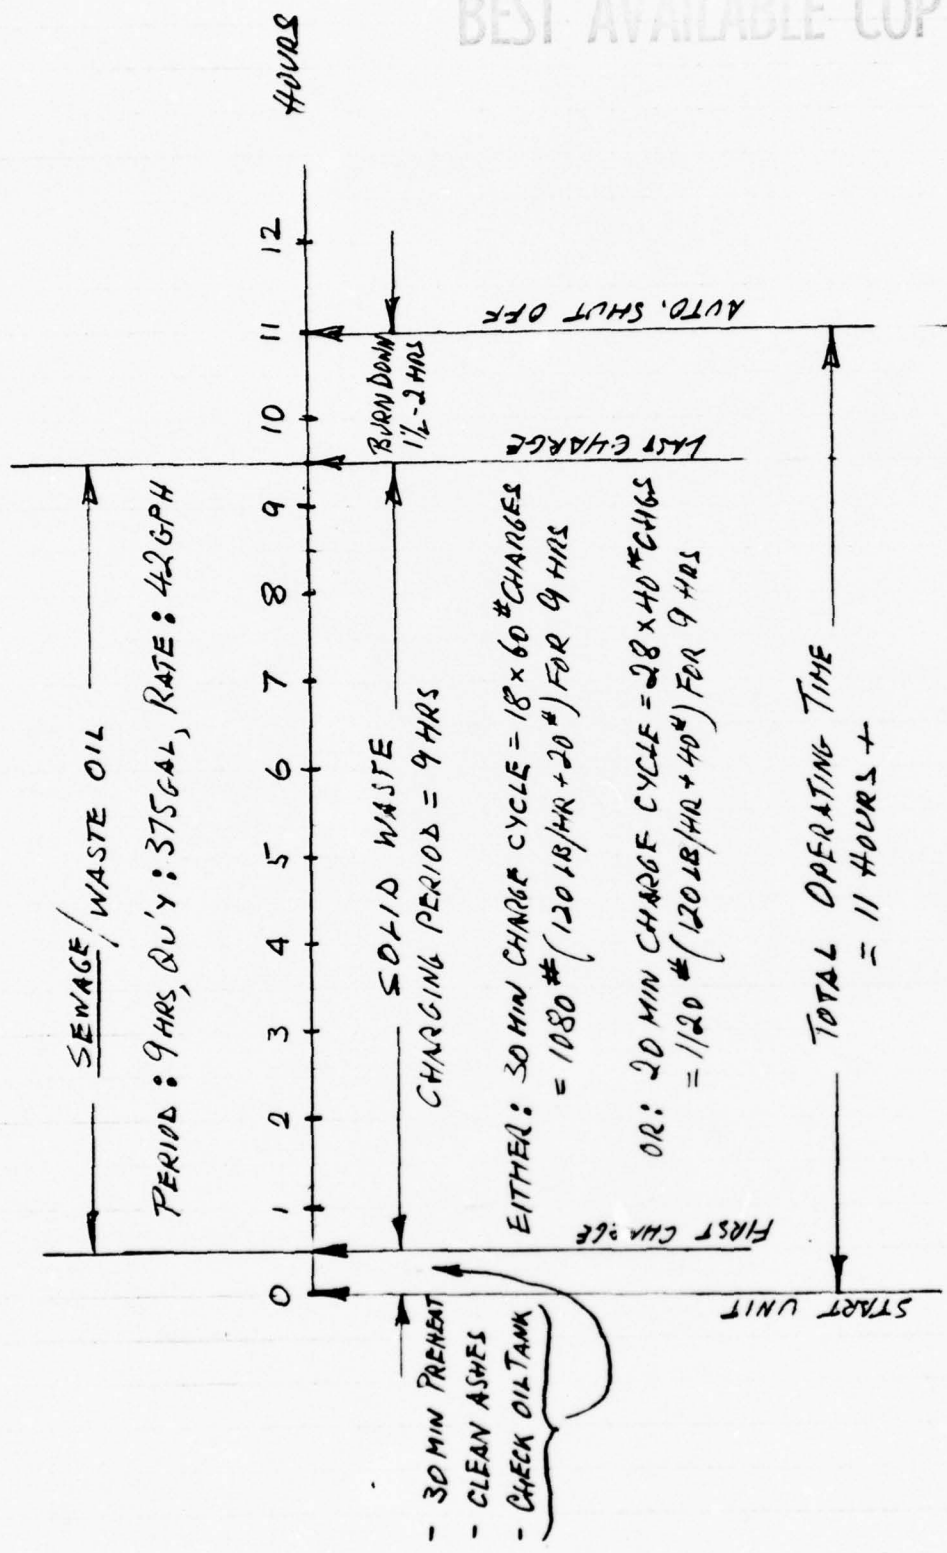 BEST AVAILABLE COP
SEWAGE/WASTE OIL
PERIOD: 9 HRS, QU'Y: 375 GAL, RATE: 42 GPH
0 1 2 3 4 5 6 7 8 9 10 11 12 HOURS
- 30 MIN PREHEAT
- CLEAN ASHES
- CHECK OIL TANK
SOLID WASTE
CHARGING PERIOD = 9 HRS
BURN DOWN
1½-2 HRS
EITHER: 30 MIN CHARGE CYCLE = 18 x 60# CHARGES
= 1080# (120 LB/HR + 20#) FOR 9 HRS
OR: 20 MIN CHARGE CYCLE = 28 x 40# CHGS
= 1120# (120 LB/HR + 40#) FOR 9 HRS
START UNIT
FIRST CHARGE
LAST CHARGE
AUTO. SHUT OFF
TOTAL OPERATING TIME
= 11 HOURS +